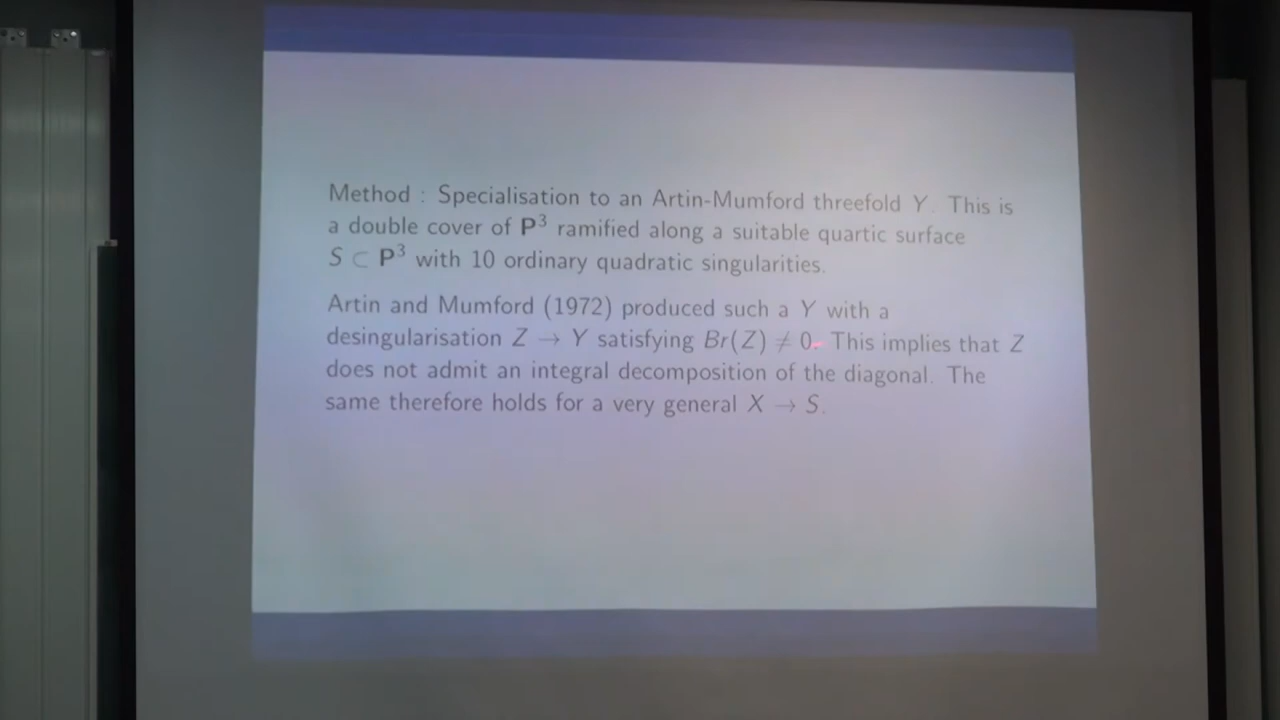 Method : Specialisation to an Artin-Mumford threefold Y. This is
a double cover of P³ ramified along a suitable quartic surface
S ⊂ P³ with 10 ordinary quadratic singularities.
Artin and Mumford (1972) produced such a Y with a
desingularisation Z → Y satisfying Br(Z) ≠ 0. This implies that Z
does not admit an integral decomposition of the diagonal. The
same therefore holds for a very general X → S.